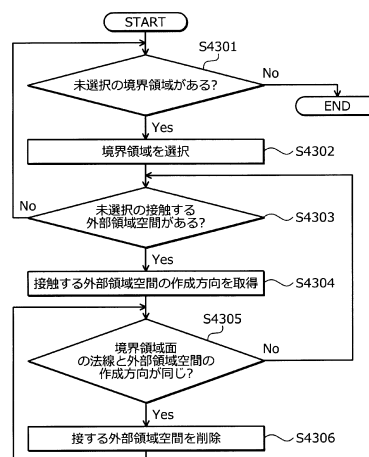 START
S4301
未選択の境界領域がある?
No
END
Yes
境界領域を選択
S4302
未選択の接触する
外部領域空間がある?
No
S4303
Yes
接触する外部領域空間の作成方向を取得
S4304
S4305
境界領域面
の法線と外部領域空間の
作成方向が同じ?
No
Yes
接する外部領域空間を削除
S4306